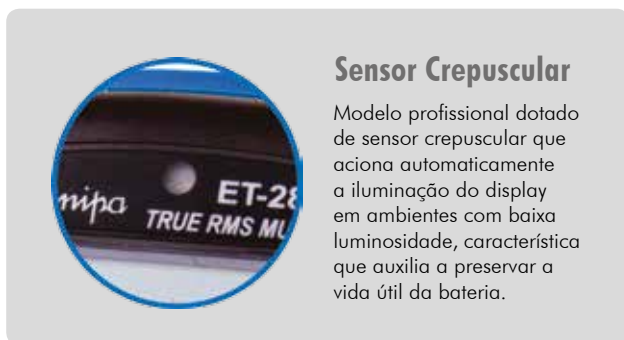 Sensor Crepuscular
Modelo profissional dotado
de sensor crepuscular que
aciona automaticamente
a iluminação do display
em ambientes com baixa
luminosidade, característica
que auxilia a preservar a
vida útil da bateria.
nipa ET-28
TRUE RMS MU